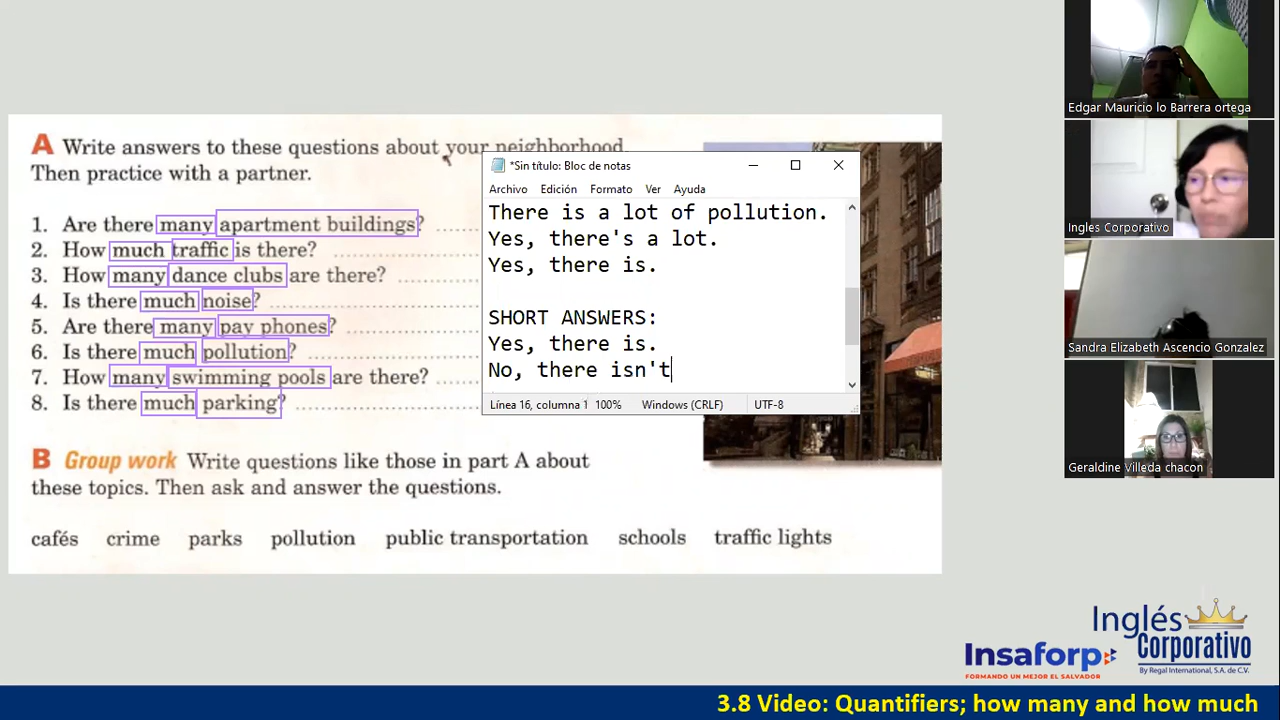 A Write answers to these questions about your neighborhood.
Then practice with a partner.
1. Are there many apartment buildings?
2. How much traffic is there?
3. How many dance clubs are there?
4. Is there much noise?
5. Are there many pay phones?
6. Is there much pollution?
7. How many swimming pools are there?
8. Is there much parking?
B Group work Write questions like those in part A about
these topics. Then ask and answer the questions.
cafés crime parks pollution public transportation schools traffic lights
*Sin título: Bloc de notas
Archivo Edición Formato Ver Ayuda
There is a lot of pollution.
Yes, there's a lot.
Yes, there is.
SHORT ANSWERS:
Yes, there is.
No, there isn't
Línea 16, columna 1 100% Windows (CRLF) UTF-8
Edgar Mauricio lo Barrera ortega
Ingles Corporativo
Sandra Elizabeth Ascencio Gonzalez
Geraldine Villeda chacon
Insaforp
FORMANDO UN MEJOR EL SALVADOR
Inglés
Corporativo
By Regal International, S.A. de C.V.
3.8 Video: Quantifiers; how many and how much